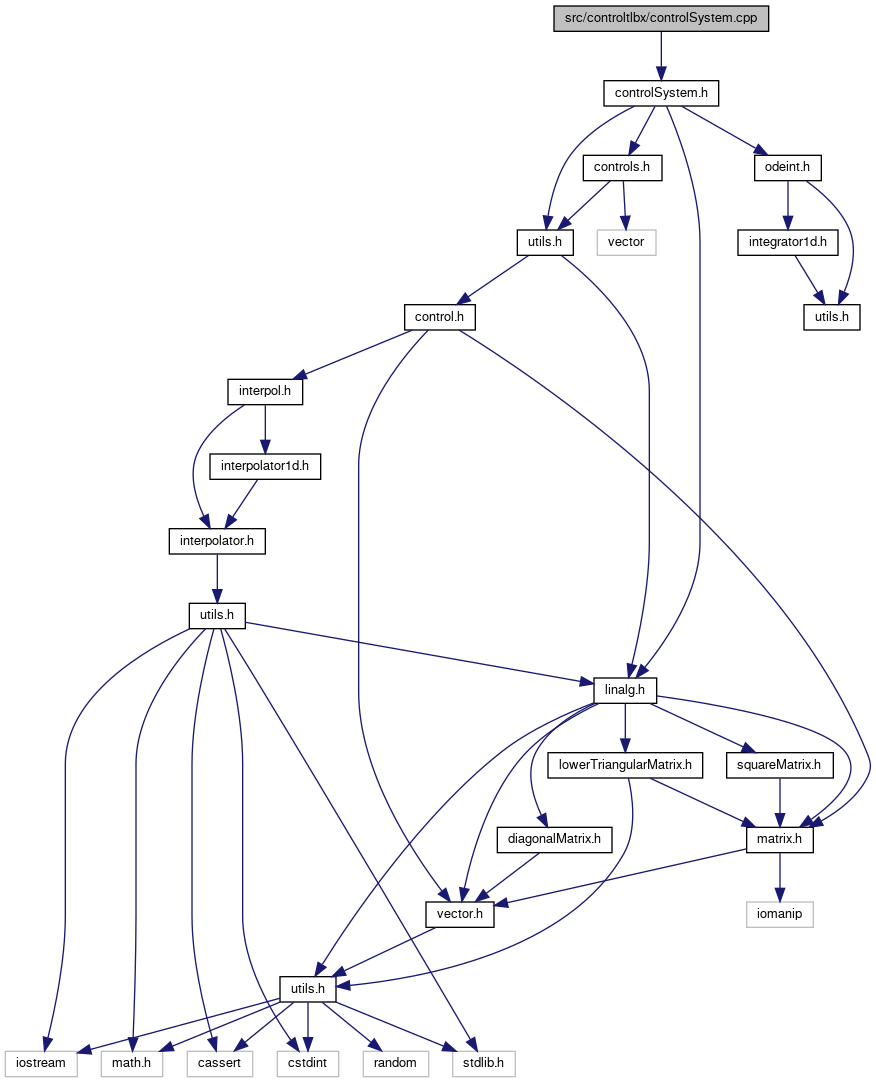 src/controltlbx/controlSystem.cpp
controlSystem.h
controls.h
odeint.h
utils.h
vector
integrator1d.h
control.h
utils.h
interpol.h
interpolator1d.h
interpolator.h
utils.h
linalg.h
lowerTriangularMatrix.h
squareMatrix.h
diagonalMatrix.h
matrix.h
vector.h
iomanip
utils.h
iostream
math.h
cassert
cstdint
random
stdlib.h